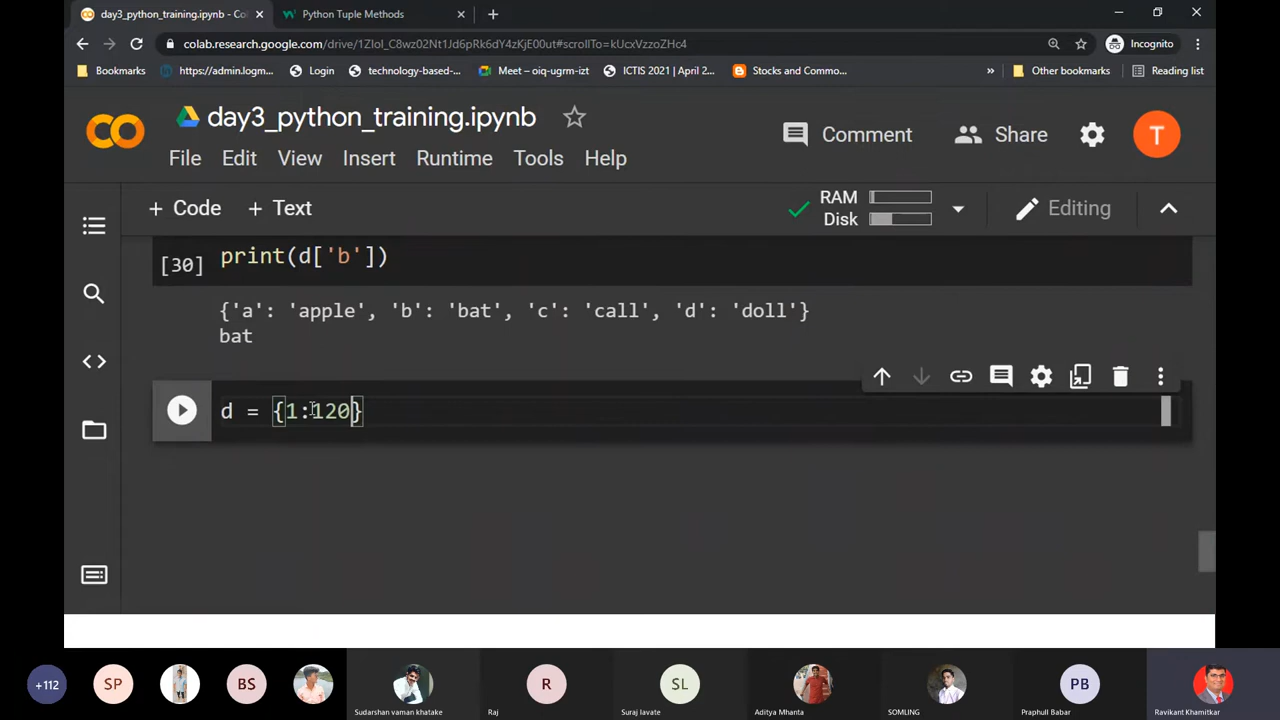 day3_python_training.ipynb - Co
Python Tuple Methods
colab.research.google.com/drive/1ZIoI_C8wz02Nt1Jd6pRk6dY4zKjE00ut#scrollTo=kUcxVzzoZHc4
Incognito
Bookmarks
https://admin.logm...
Login
technology-based-...
Meet – oiq-ugrm-izt
ICTIS 2021 | April 2...
Stocks and Commo...
»
Other bookmarks
Reading list
CO
day3_python_training.ipynb
Comment
Share
T
File Edit View Insert Runtime Tools Help
+ Code + Text
RAM
Disk
Editing
[30]
print(d['b'])
{'a': 'apple', 'b': 'bat', 'c': 'call', 'd': 'doll'}
bat
d = {1:120}
+112
SP
BS
R
SL
PB
Sudarshan vaman khatake
Raj
Suraj lavate
Aditya Mhanta
SOMLING
Praphull Babar
Ravikant Khamitkar